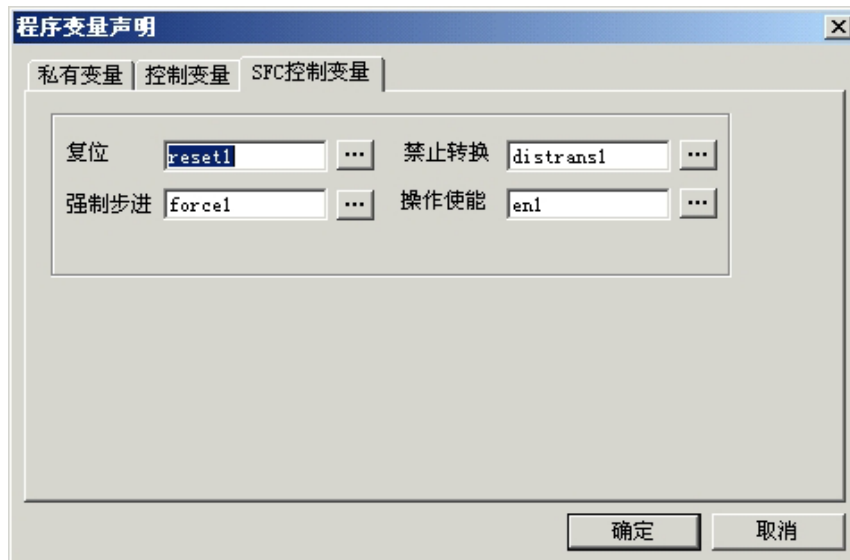 程序变量声明
私有变量 控制变量 SFC控制变量
复位 reset1 ... 禁止转换 distrans1 ...
强制步进 force1 ... 操作使能 en1 ...
确定 取消